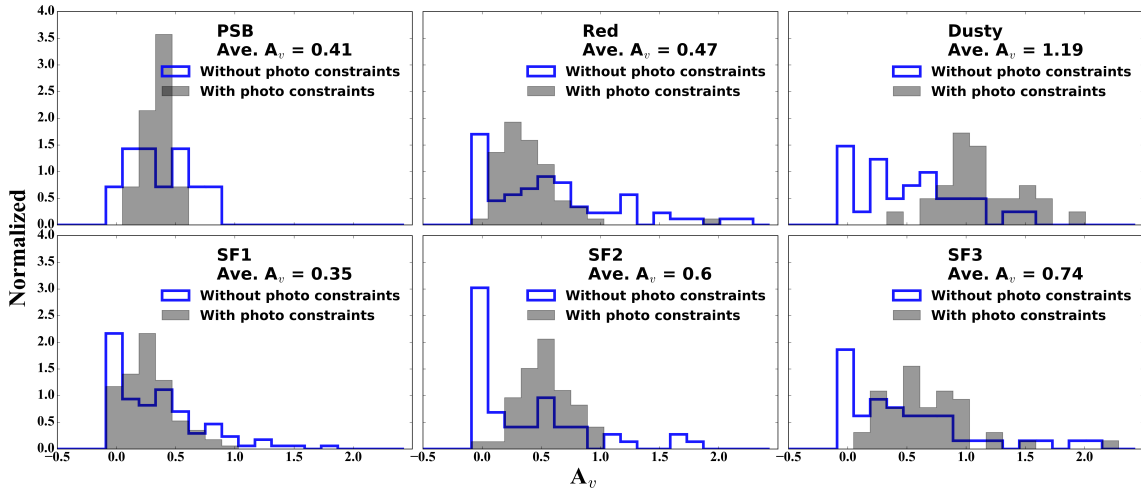 4.0
3.5
3.0
2.5
2.0
1.5
1.0
0.5
0.0
PSB
Ave. Aᵥ = 0.41
Without photo constraints
With photo constraints
Red
Ave. Aᵥ = 0.47
Without photo constraints
With photo constraints
Dusty
Ave. Aᵥ = 1.19
Without photo constraints
With photo constraints
Normalized
4.0
3.5
3.0
2.5
2.0
1.5
1.0
0.5
0.0
SF1
Ave. Aᵥ = 0.35
Without photo constraints
With photo constraints
SF2
Ave. Aᵥ = 0.6
Without photo constraints
With photo constraints
SF3
Ave. Aᵥ = 0.74
Without photo constraints
With photo constraints
−0.5 0.0 0.5 1.0 1.5 2.0
−0.5 0.0 0.5 1.0 1.5 2.0
−0.5 0.0 0.5 1.0 1.5 2.0
Aᵥ